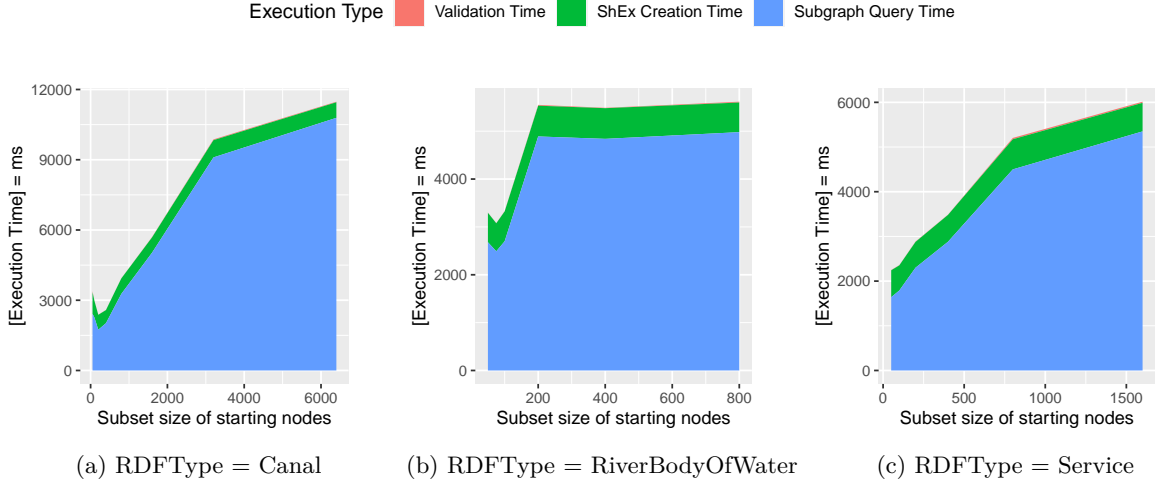 Execution Type Validation Time ShEx Creation Time Subgraph Query Time
[Execution Time] = ms
12000
9000
6000
3000
0
0 2000 4000 6000
Subset size of starting nodes
(a) RDFType = Canal
[Execution Time] = ms
4000
2000
0
200 400 600 800
Subset size of starting nodes
(b) RDFType = RiverBodyOfWater
[Execution Time] = ms
6000
4000
2000
0
0 500 1000 1500
Subset size of starting nodes
(c) RDFType = Service